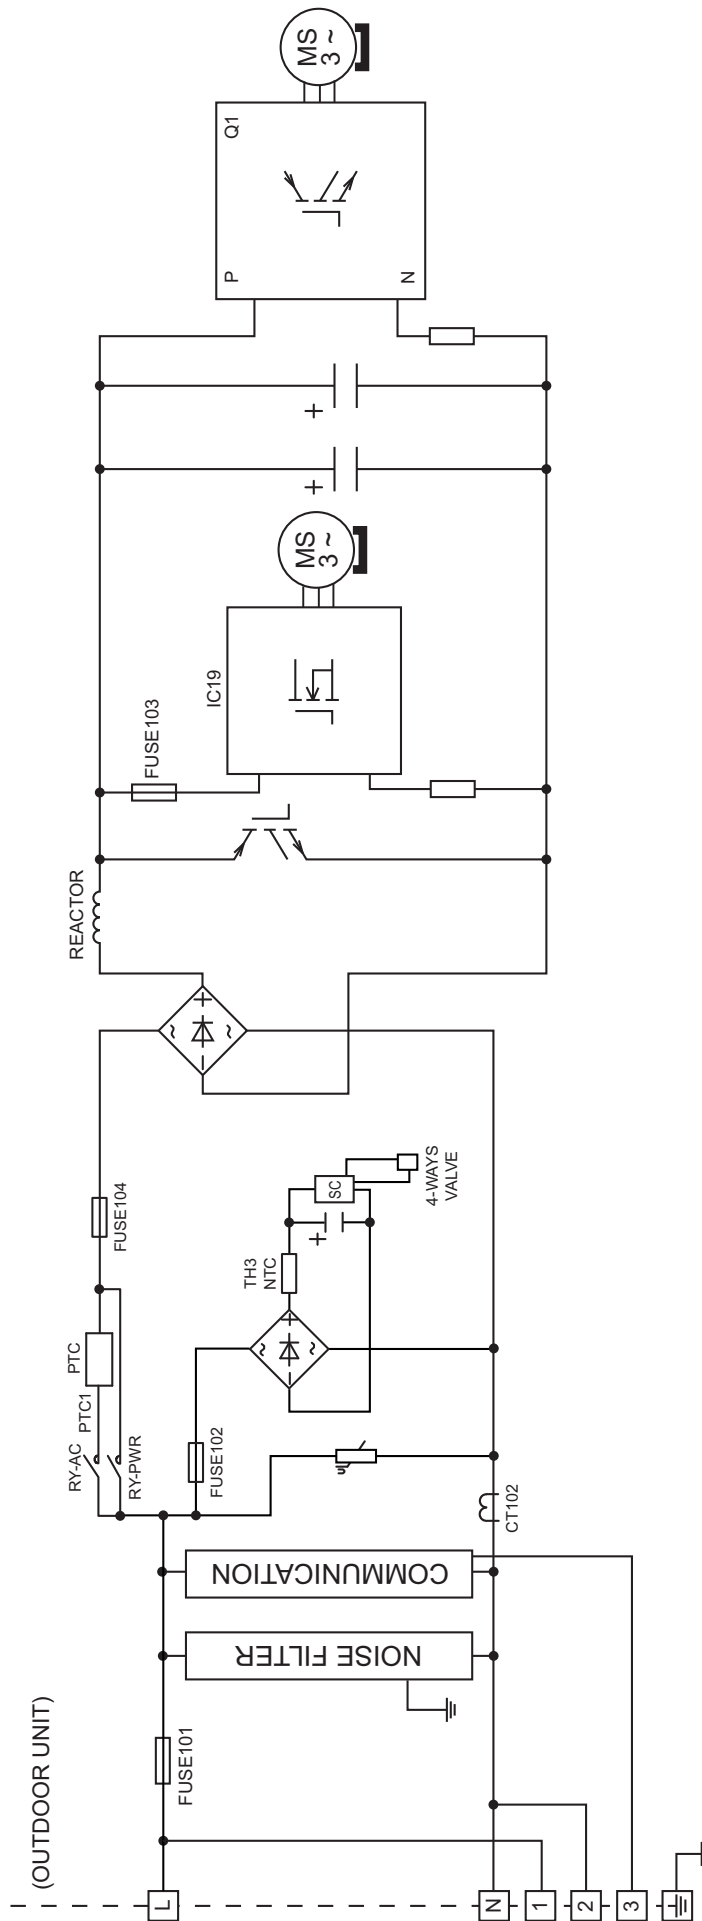 (OUTDOOR UNIT)
L
N
1
2
3
FUSE101
NOISE FILTER
COMMUNICATION
CT102
RY-AC
RY-PWR
PTC1
PTC
FUSE102
FUSE104
TH3
NTC
+
SC
4-WAYS
VALVE
~
+
~
-
~
+
~
-
REACTOR
FUSE103
IC19
MS
3 ~
+
+
P
N
Q1
MS
3 ~